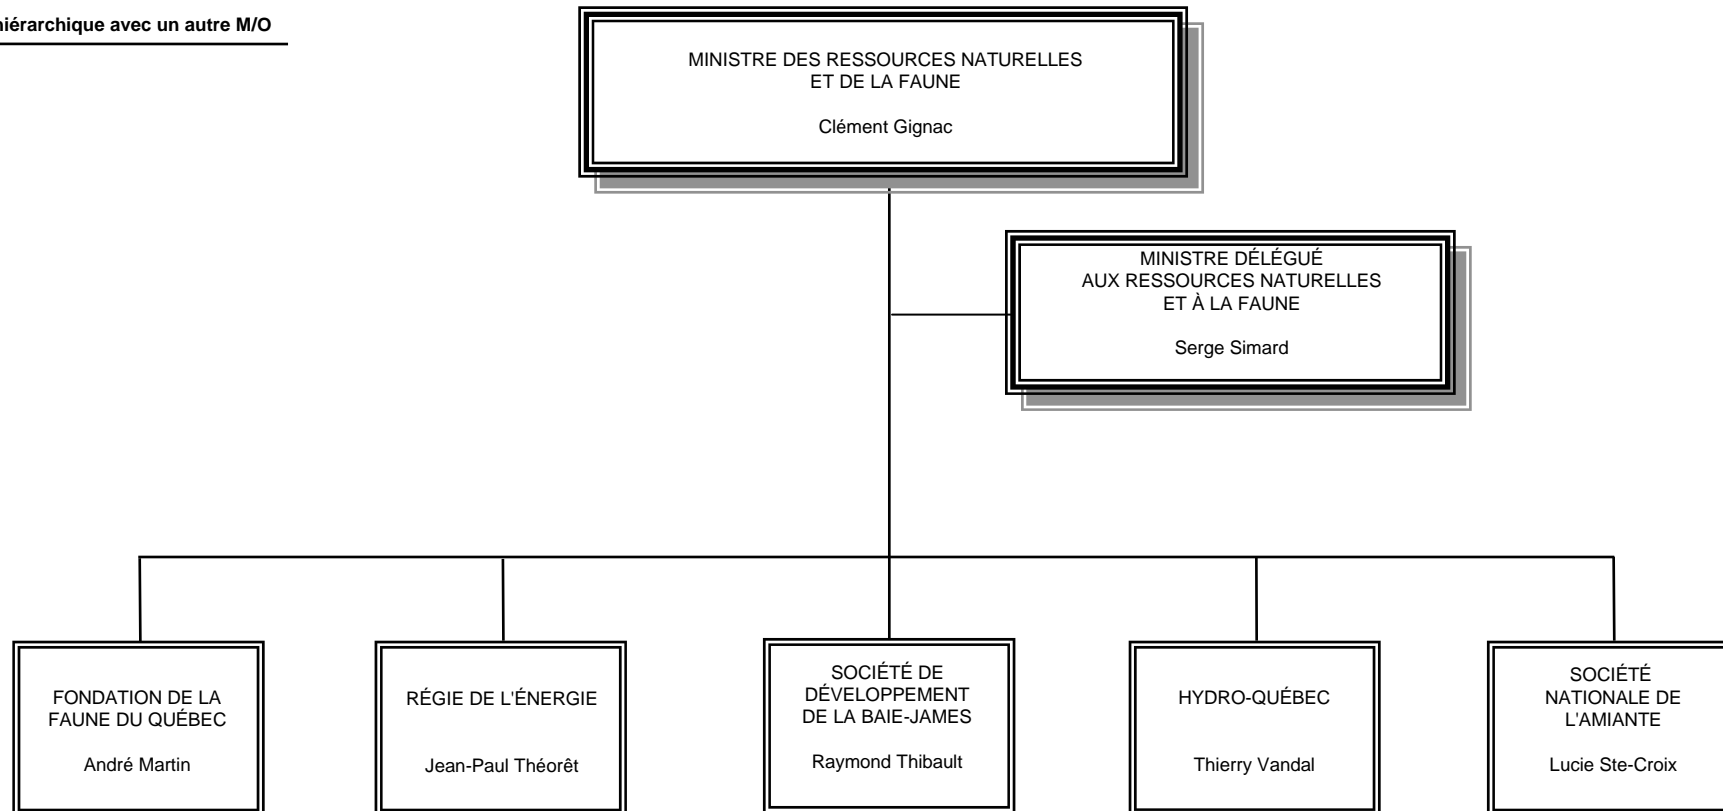 hiérarchique avec un autre M/O
MINISTRE DES RESSOURCES NATURELLES
ET DE LA FAUNE
Clément Gignac
MINISTRE DÉLÉGUÉ
AUX RESSOURCES NATURELLES
ET À LA FAUNE
Serge Simard
FONDATION DE LA
FAUNE DU QUÉBEC
André Martin
RÉGIE DE L'ÉNERGIE
Jean-Paul Théorêt
SOCIÉTÉ DE
DÉVELOPPEMENT
DE LA BAIE-JAMES
Raymond Thibault
HYDRO-QUÉBEC
Thierry Vandal
SOCIÉTÉ
NATIONALE DE
L'AMIANTE
Lucie Ste-Croix